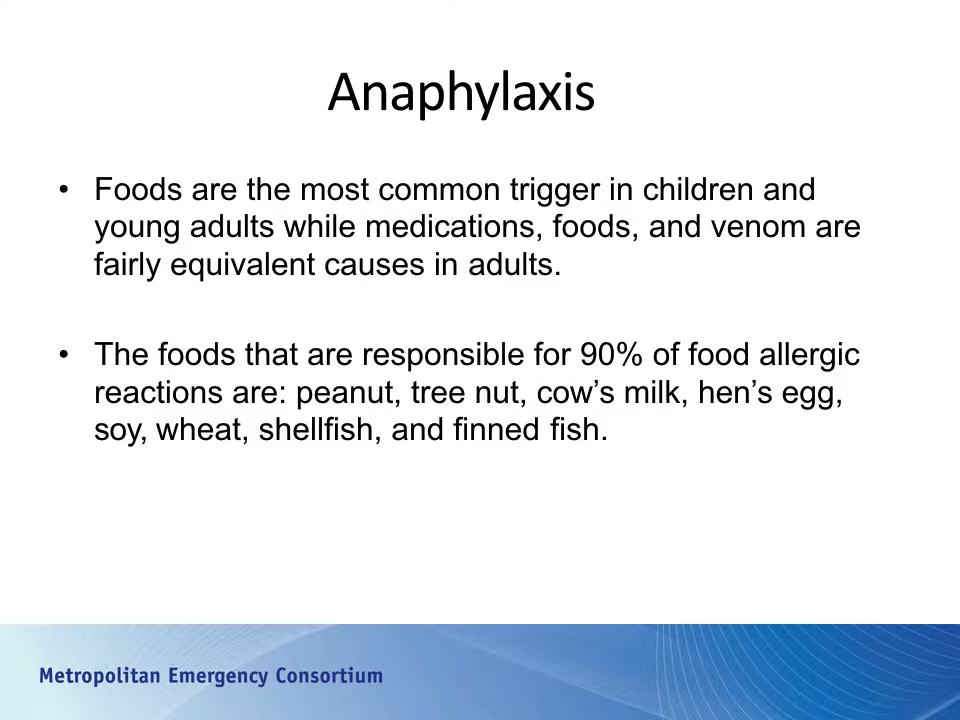 Anaphylaxis
• Foods are the most common trigger in children and
young adults while medications, foods, and venom are
fairly equivalent causes in adults.
• The foods that are responsible for 90% of food allergic
reactions are: peanut, tree nut, cow’s milk, hen’s egg,
soy, wheat, shellfish, and finned fish.
Metropolitan Emergency Consortium